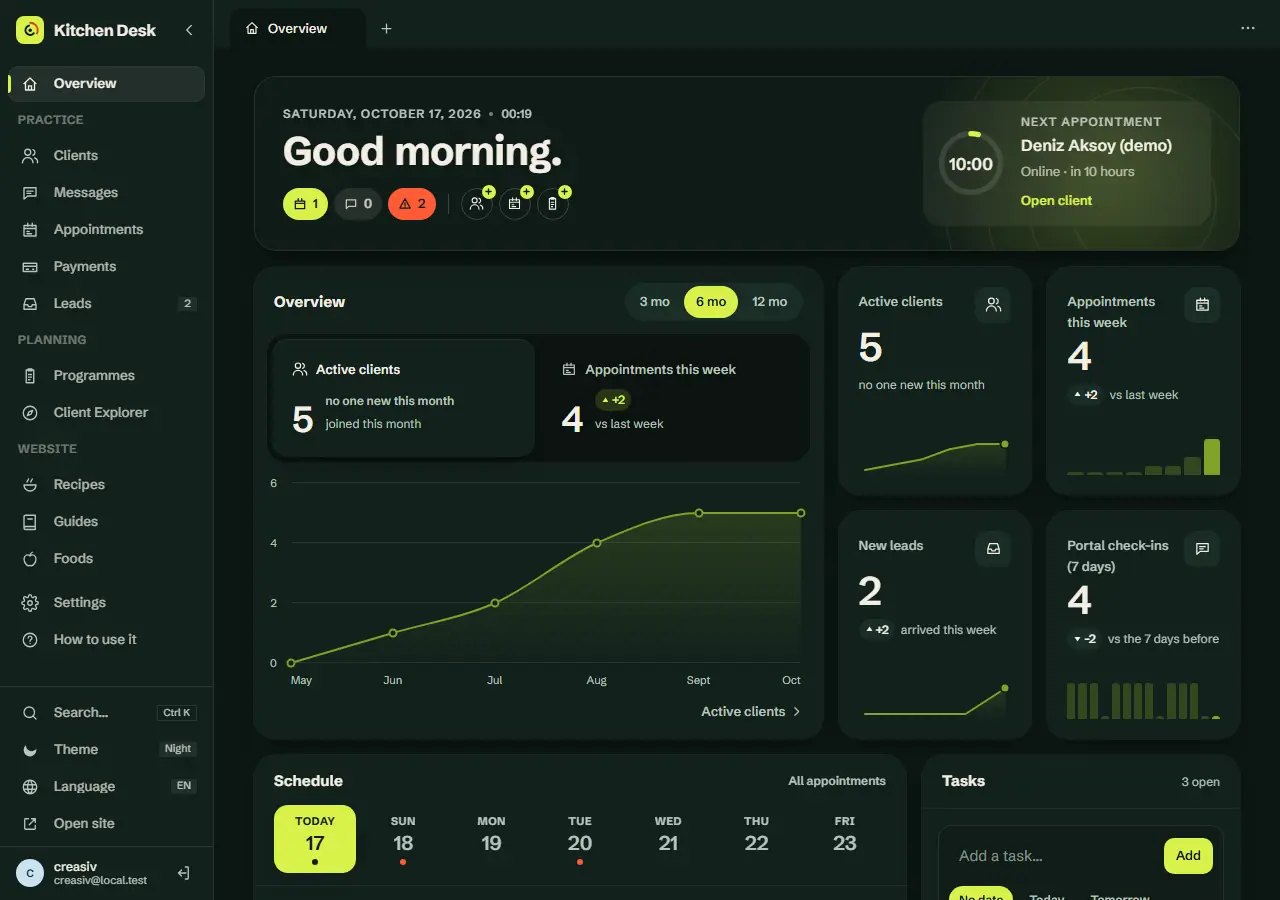 Kitchen Desk
Overview
PRACTICE
Clients
Messages
Appointments
Payments
Leads 2
PLANNING
Programmes
Client Explorer
WEBSITE
Recipes
Guides
Foods
Settings
How to use it
Search... Ctrl K
Theme Night
Language EN
Open site
C
creasiv
creasiv@local.test
Overview
SATURDAY, OCTOBER 17, 2026 • 00:19
Good morning.
1 0 2
10:00
NEXT APPOINTMENT
Deniz Aksoy (demo)
Online · in 10 hours
Open client
Overview
3 mo 6 mo 12 mo
Active clients
5
no one new this month
joined this month
Appointments this week
4
+2
vs last week
6
4
2
0
May Jun Jul Aug Sept Oct
Active clients
Active clients
5
no one new this month
Appointments
this week
4
+2 vs last week
New leads
2
+2 arrived this week
Portal check-ins
(7 days)
4
-2 vs the 7 days before
Schedule
All appointments
TODAY SUN MON TUE WED THU FRI
17 18 19 20 21 22 23
Tasks
3 open
Add a task...
Add
No date Today Tomorrow